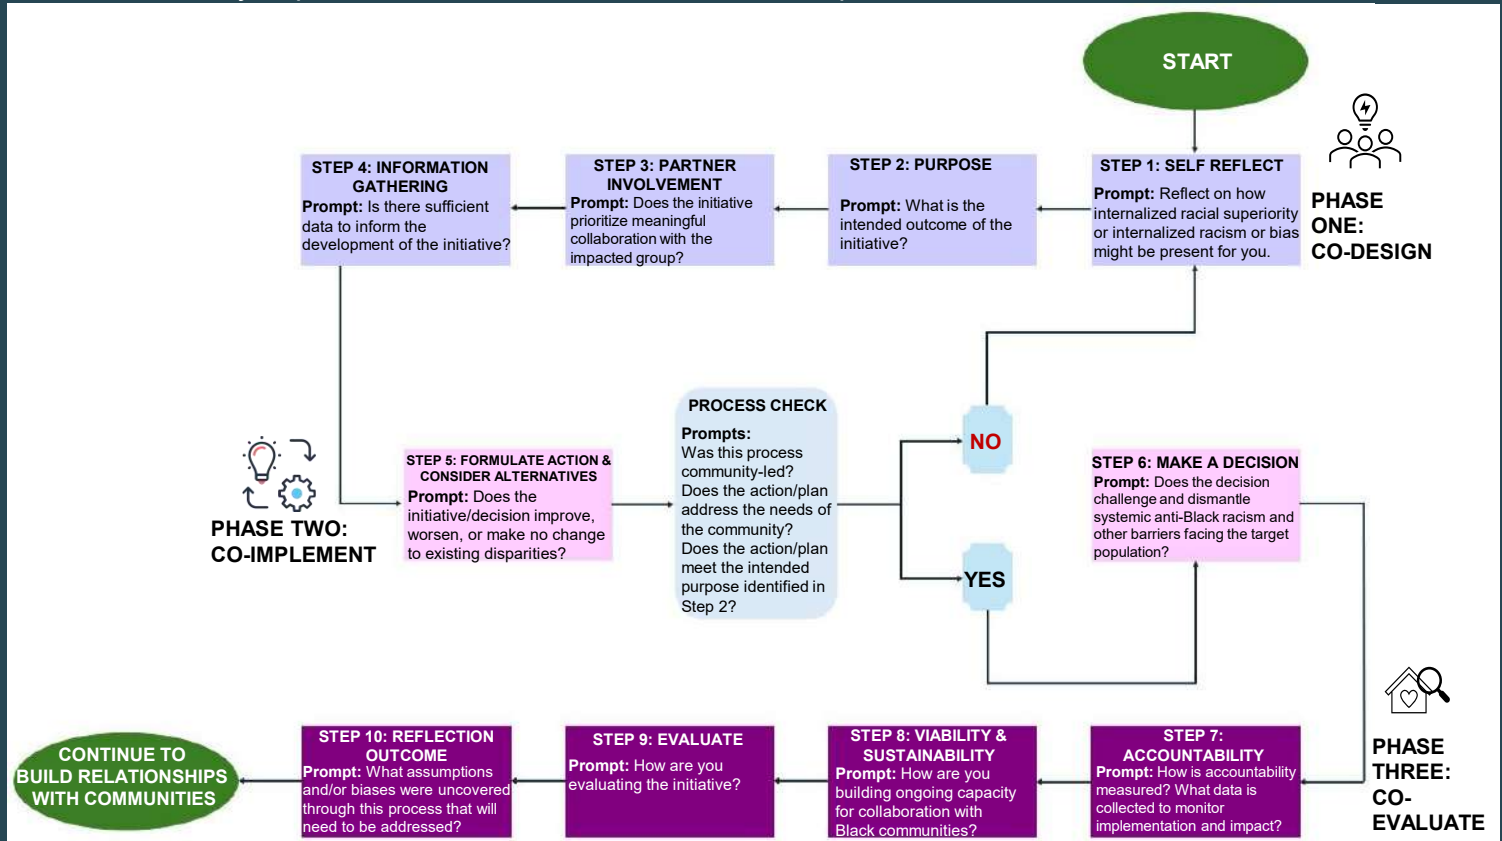 START
STEP 1: SELF REFLECT
Prompt: Reflect on how
internalized racial superiority
or internalized racism or bias
might be present for you.
PHASE
ONE:
CO-DESIGN
STEP 2: PURPOSE
Prompt: What is the
intended outcome of the
initiative?
STEP 3: PARTNER
INVOLVEMENT
Prompt: Does the initiative
prioritize meaningful
collaboration with the
impacted group?
STEP 4: INFORMATION
GATHERING
Prompt: Is there sufficient
data to inform the
development of the initiative?
PHASE TWO:
CO-IMPLEMENT
STEP 5: FORMULATE ACTION &
CONSIDER ALTERNATIVES
Prompt: Does the
initiative/decision improve,
worsen, or make no change
to existing disparities?
PROCESS CHECK
Prompts:
Was this process
community-led?
Does the action/plan
address the needs of
the community?
Does the action/plan
meet the intended
purpose identified in
Step 2?
NO
YES
STEP 6: MAKE A DECISION
Prompt: Does the decision
challenge and dismantle
systemic anti-Black racism and
other barriers facing the target
population?
PHASE
THREE:
CO-
EVALUATE
STEP 7:
ACCOUNTABILITY
Prompt: How is accountability
measured? What data is
collected to monitor
implementation and impact?
STEP 8: VIABILITY &
SUSTAINABILITY
Prompt: How are you
building ongoing capacity
for collaboration with
Black communities?
STEP 9: EVALUATE
Prompt: How are you
evaluating the initiative?
STEP 10: REFLECTION
OUTCOME
Prompt: What assumptions
and/or biases were uncovered
through this process that will
need to be addressed?
CONTINUE TO
BUILD RELATIONSHIPS
WITH COMMUNITIES